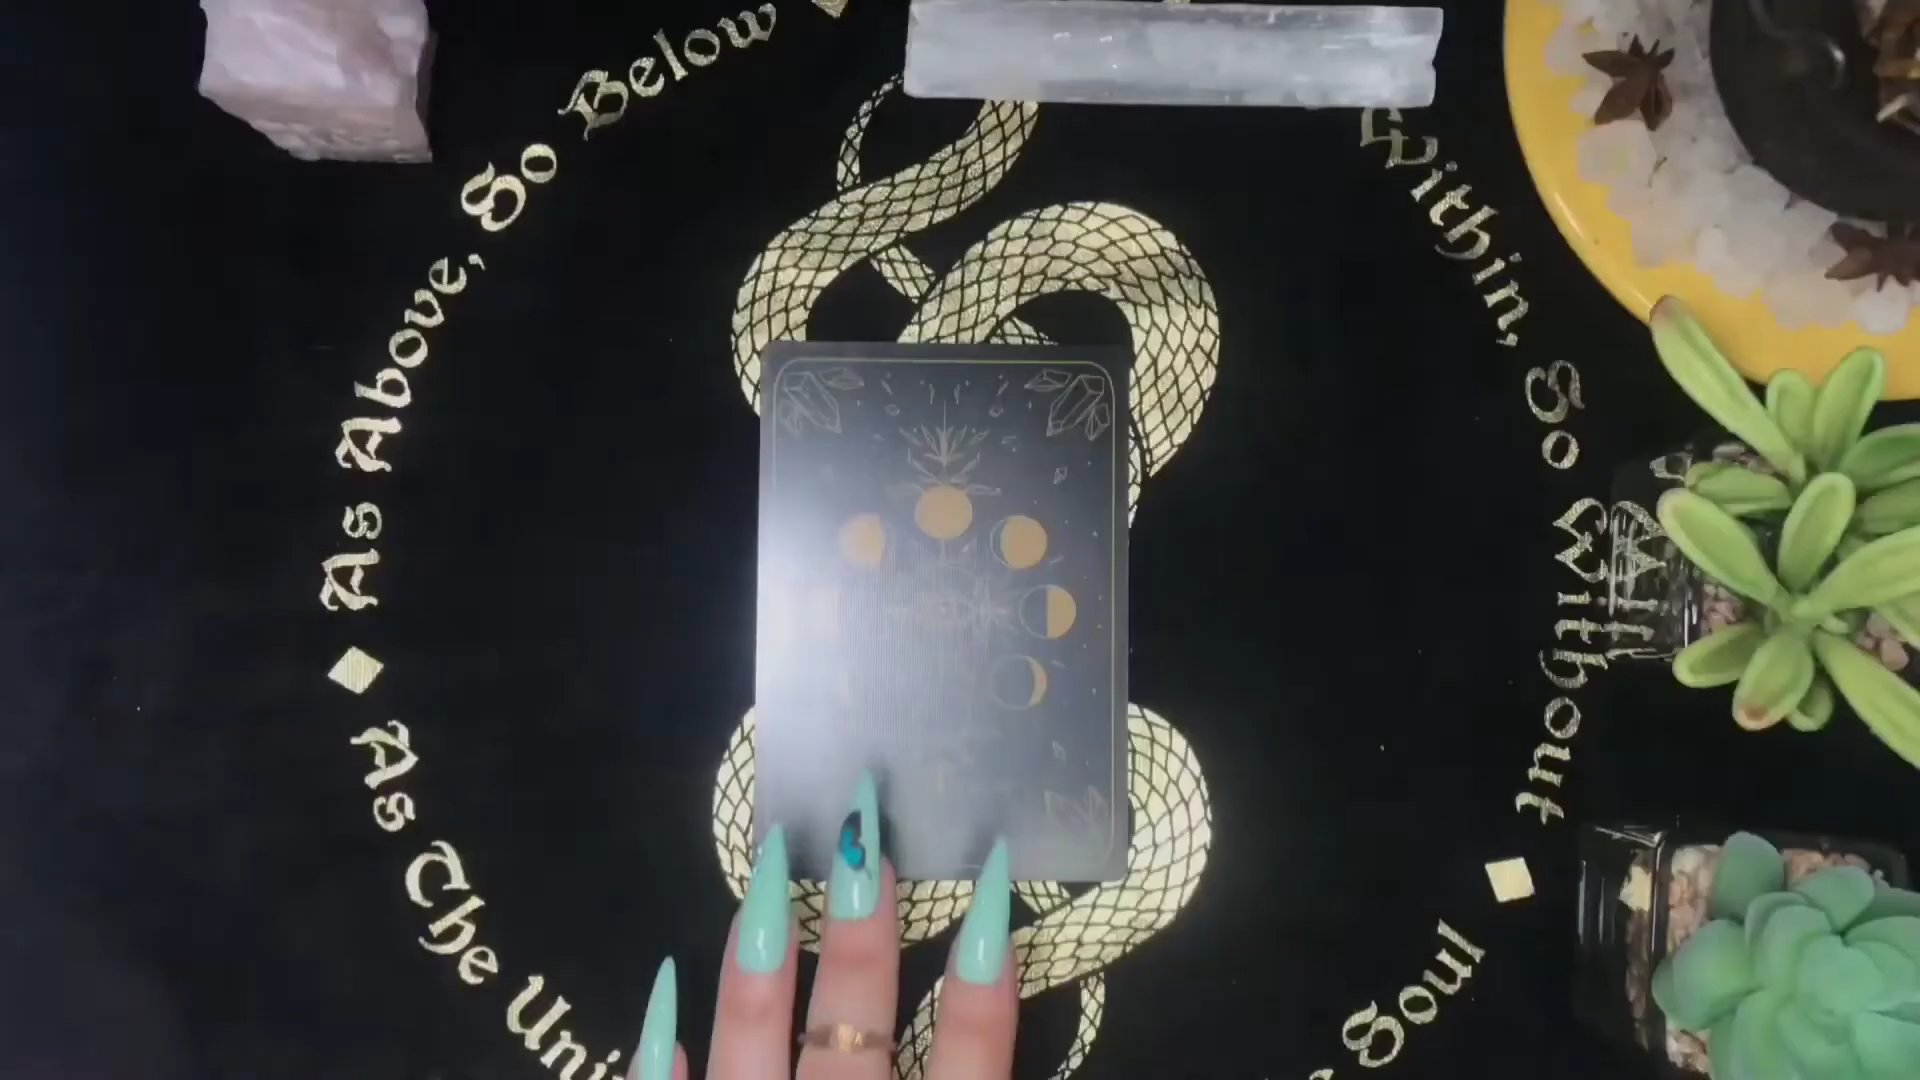 As Above, So Below
Within, So Without
As The Uni
Soul